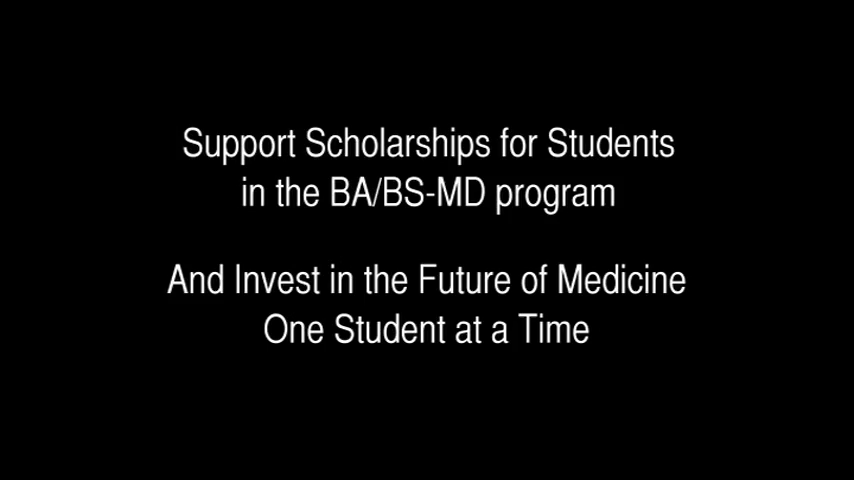 Support Scholarships for Students
in the BA/BS-MD program
And Invest in the Future of Medicine
One Student at a Time